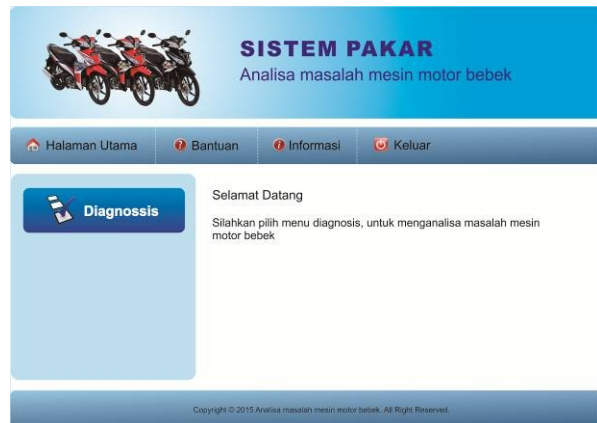 SISTEM PAKAR
Analisa masalah mesin motor bebek
Halaman Utama
Bantuan
Informasi
Keluar
Diagnossis
Selamat Datang
Silahkan pilih menu diagnosis, untuk menganalisa masalah mesin
motor bebek
Copyright © 2015 Analisa masalah mesin motor bebek. All Right Reserved.